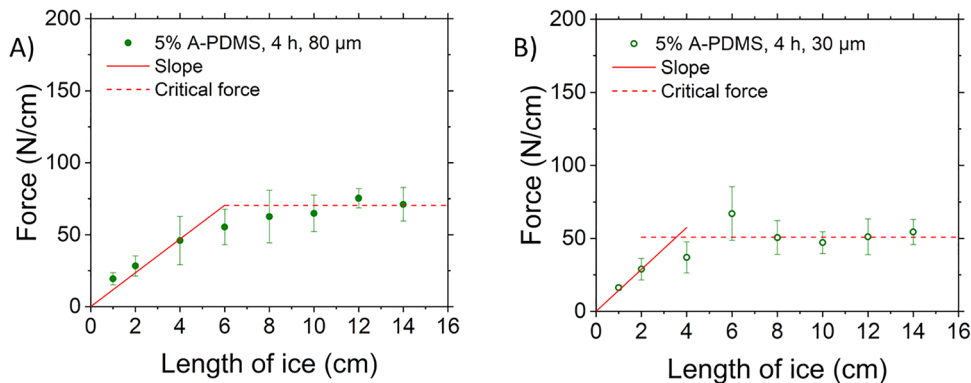 A)
5% A-PDMS, 4 h, 80 µm
Slope
Critical force
Force (N/cm)
200
150
100
50
0
0 2 4 6 8 10 12 14 16
Length of ice (cm)
B)
5% A-PDMS, 4 h, 30 µm
Slope
Critical force
Force (N/cm)
200
150
100
50
0
0 2 4 6 8 10 12 14 16
Length of ice (cm)